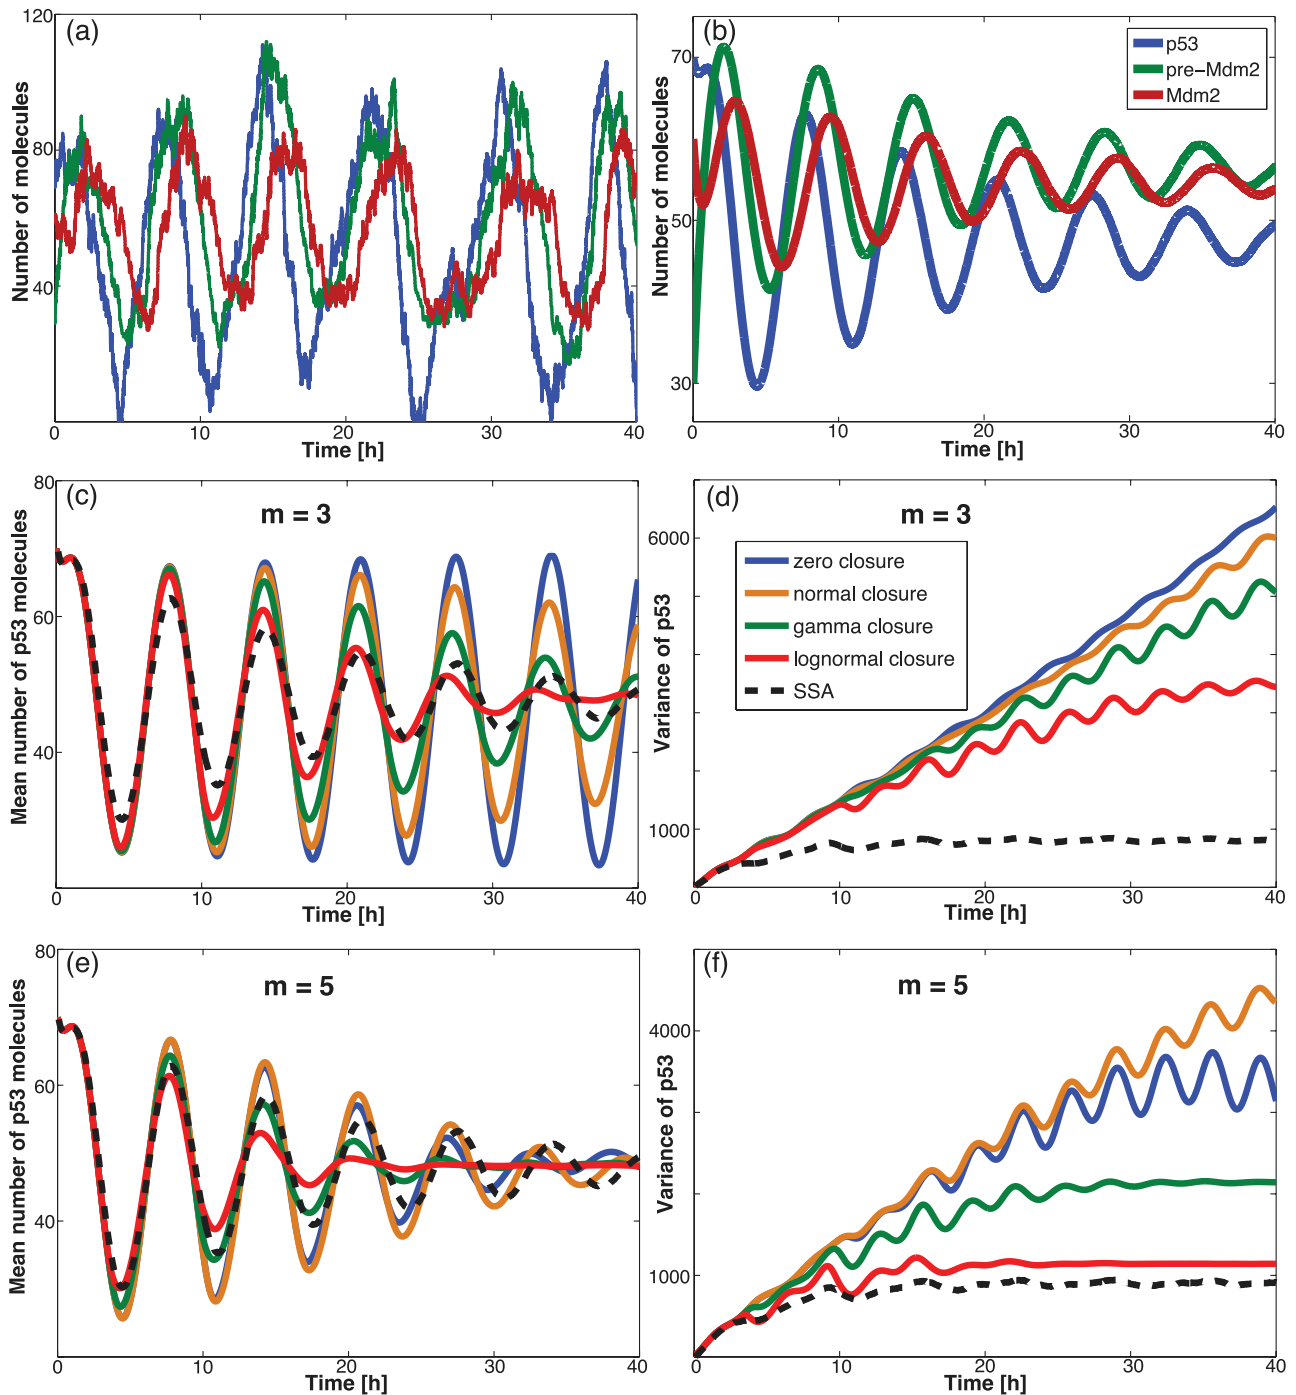 (a)
120
80
40
Number of molecules
0 10 20 30 40
Time [h]
(b)
70
50
30
Number of molecules
p53
pre-Mdm2
Mdm2
0 10 20 30 40
Time [h]
(c)
m = 3
80
60
40
Mean number of p53 molecules
0 10 20 30 40
Time [h]
(d)
m = 3
6000
1000
Variance of p53
zero closure
normal closure
gamma closure
lognormal closure
SSA
0 10 20 30 40
Time [h]
(e)
m = 5
80
60
40
Mean number of p53 molecules
0 10 20 30 40
Time [h]
(f)
m = 5
4000
1000
Variance of p53
0 10 20 30 40
Time [h]